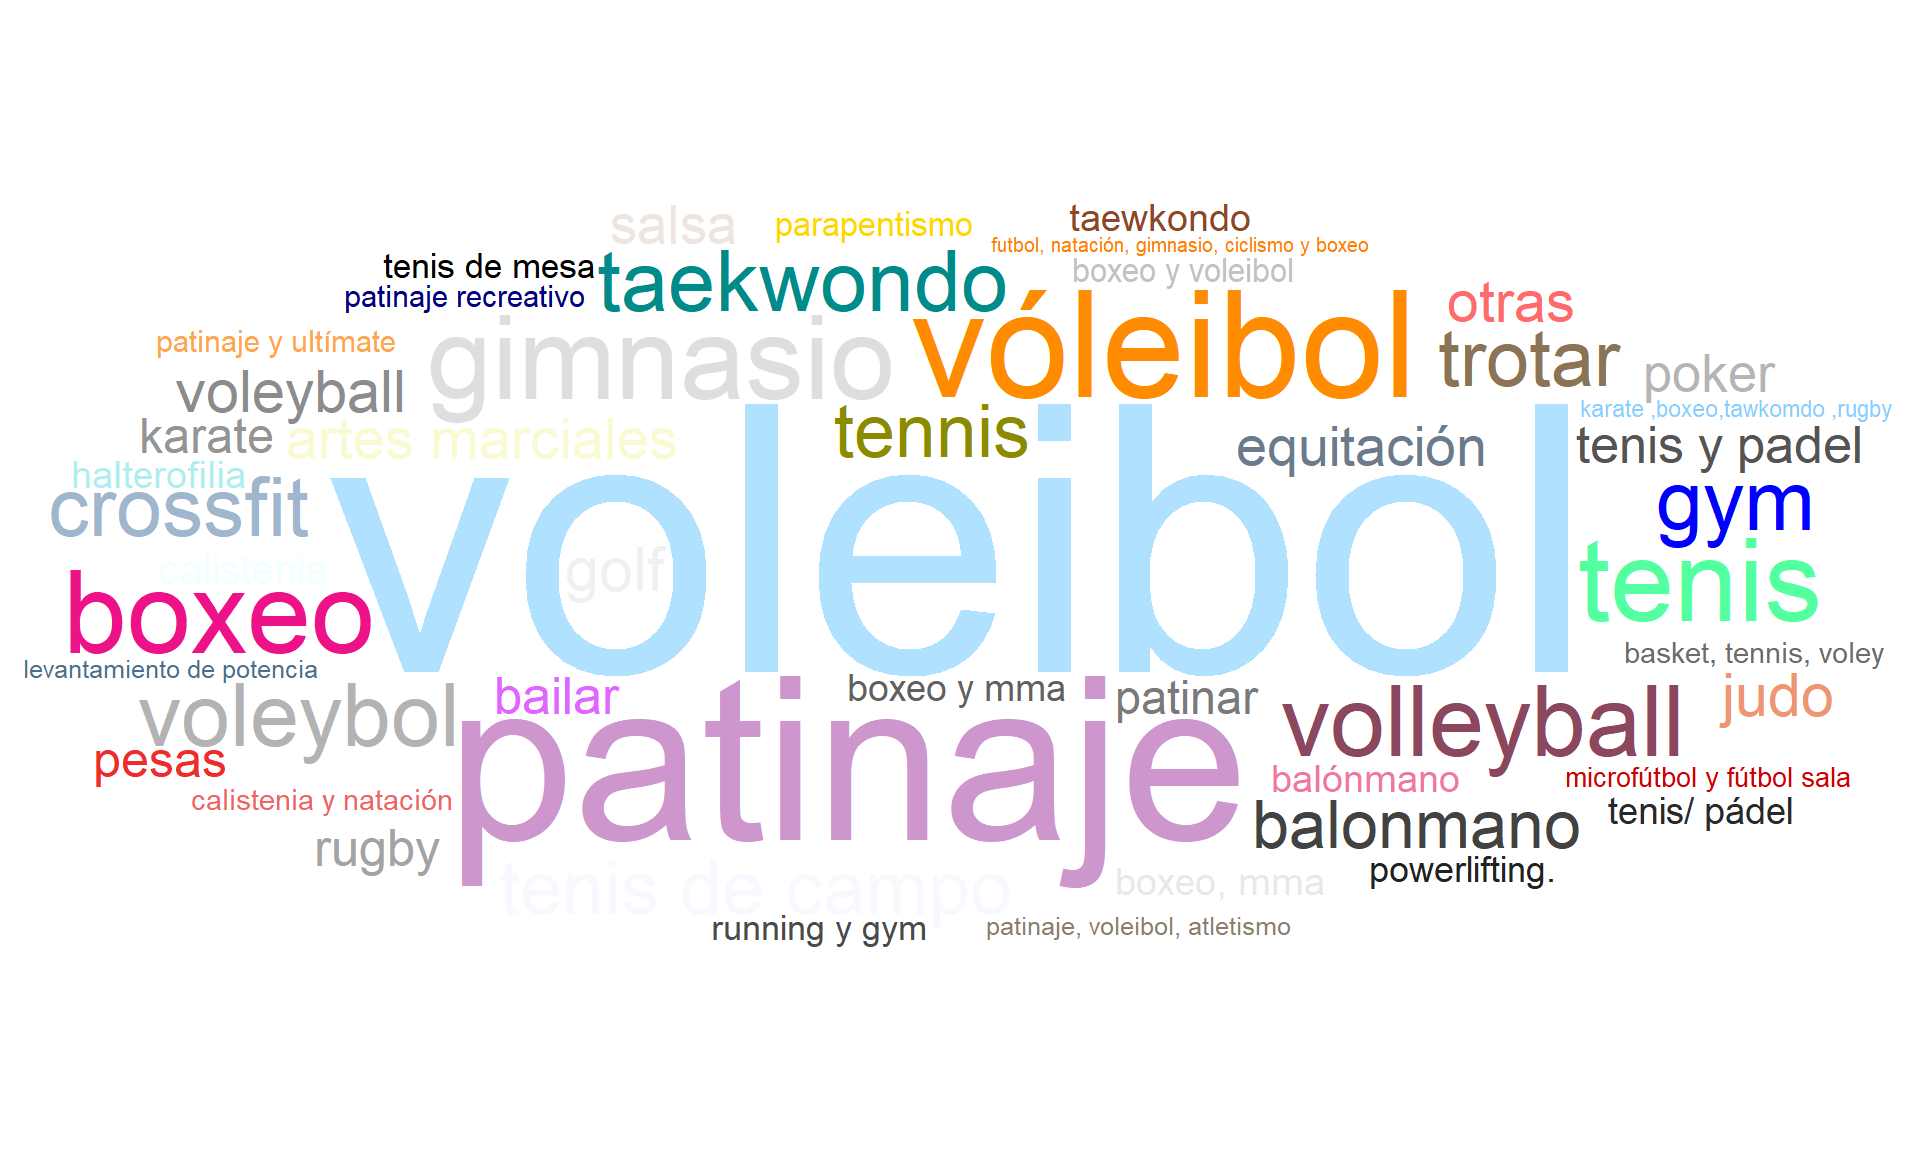 salsa
parapentismo
taewkondo
futbol, natación, gimnasio, ciclismo y boxeo
tenis de mesa
taekwondo
boxeo y voleibol
patinaje recreativo
otras
patinaje y ultímate
gimnasio
vóleibol
trotar
voleyball
poker
karate ,boxeo,tawkomdo ,rugby
karate
artes marciales
tennis
equitación
tenis y padel
halterofilia
crossfit
gym
voleibol
calistenia
golf
tenis
boxeo
basket, tennis, voley
levantamiento de potencia
bailar
boxeo y mma
patinar
judo
voleybol
patinaje
volleyball
pesas
balónmano
microfútbol y fútbol sala
calistenia y natación
tenis/ pádel
balonmano
rugby
powerlifting.
tenis de campo
boxeo, mma
running y gym
patinaje, voleibol, atletismo